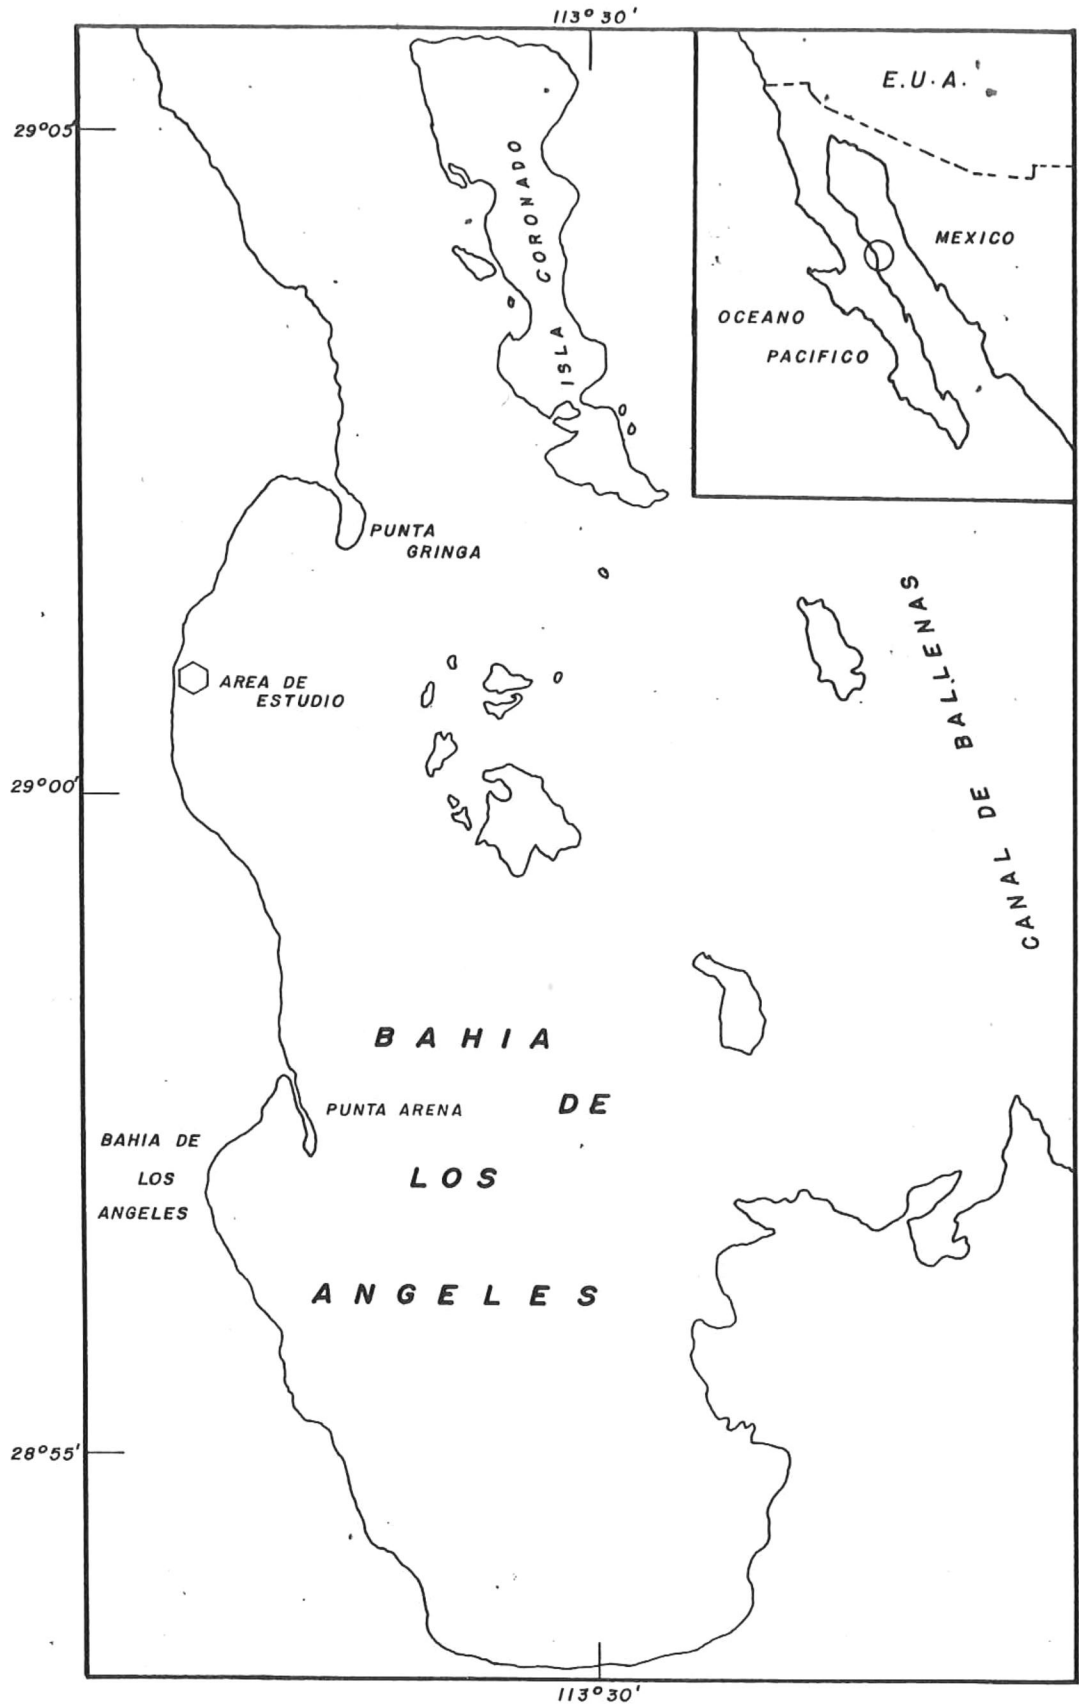 113°30'
E.U.A.
29°05'
ISLA CORONADO
MEXICO
OCEANO
PACIFICO
PUNTA
GRINGA
CANAL DE BALLENAS
AREA DE
ESTUDIO
29°00'
BAHIA
DE
PUNTA ARENA
BAHIA DE
LOS
ANGELES
LOS
ANGELES
28°55'
113°30'